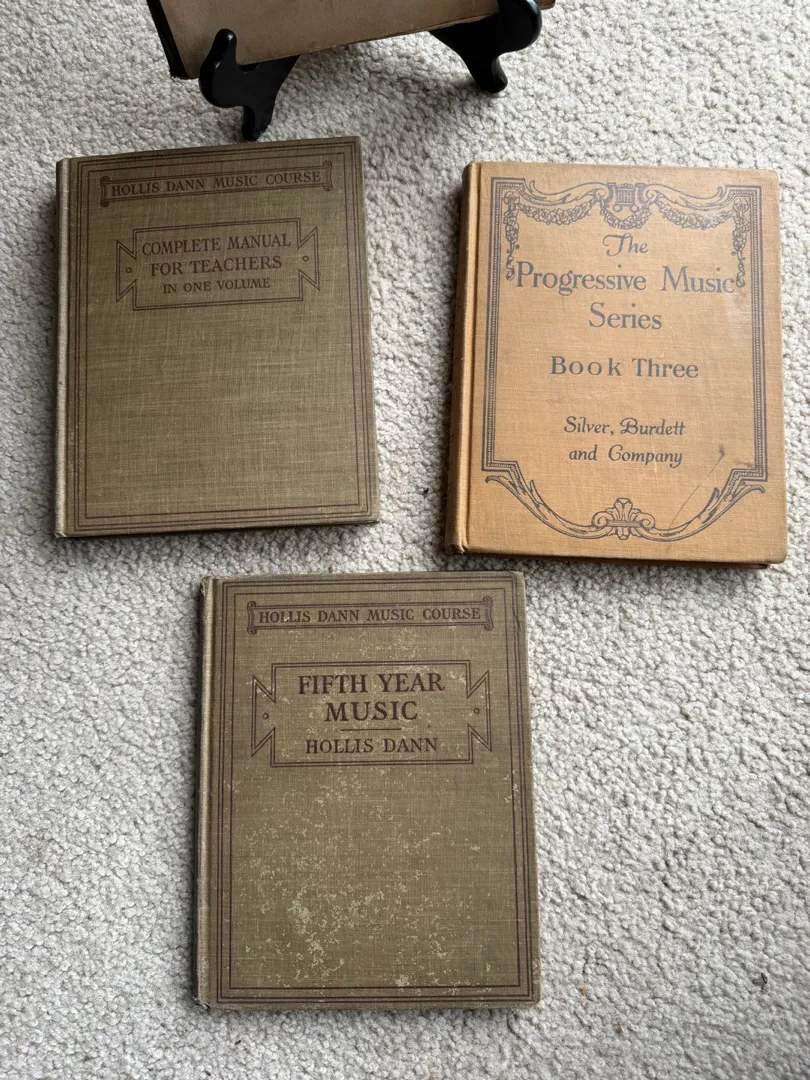 HOLLIS DANN MUSIC COURSE
COMPLETE MANUAL
FOR TEACHERS
IN ONE VOLUME
The
Progressive Music
Series
Book Three
Silver, Burdett
and Company
HOLLIS DANN MUSIC COURSE
FIFTH YEAR
MUSIC
HOLLIS DANN